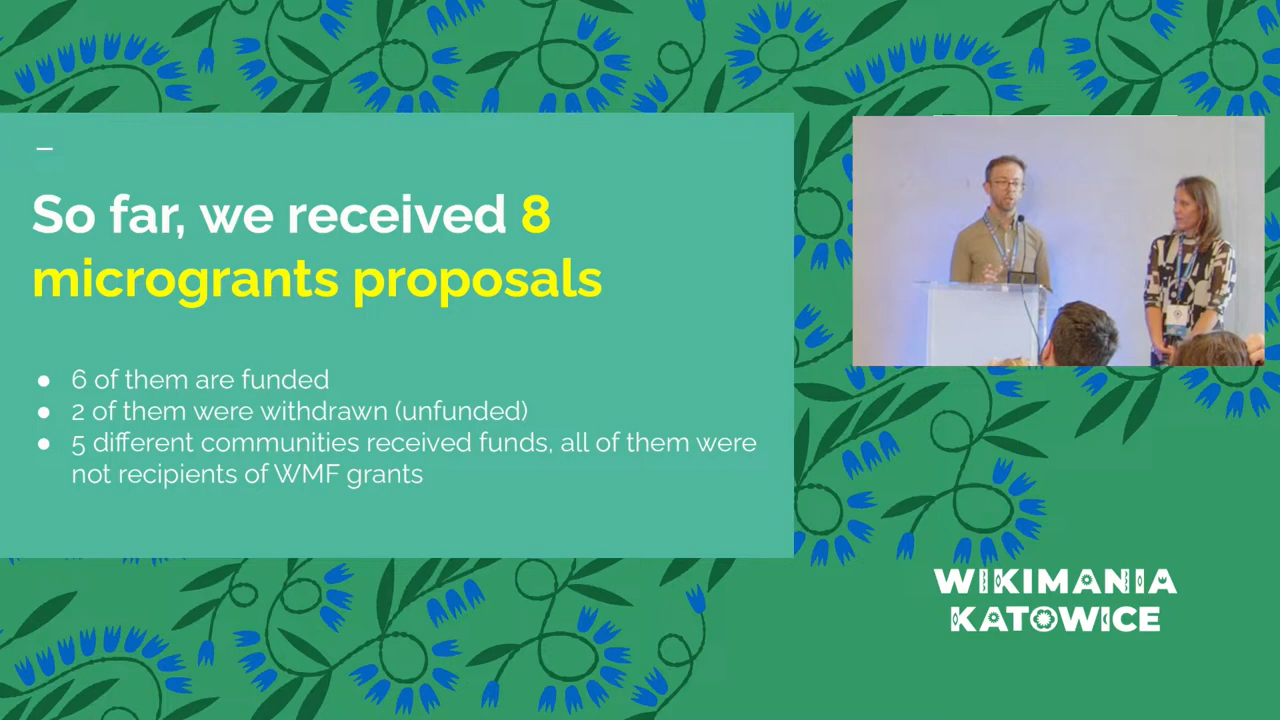 So far, we received 8
microgrants proposals
● 6 of them are funded
● 2 of them were withdrawn (unfunded)
● 5 different communities received funds, all of them were
not recipients of WMF grants
WIKIMANIA
KATOWICE